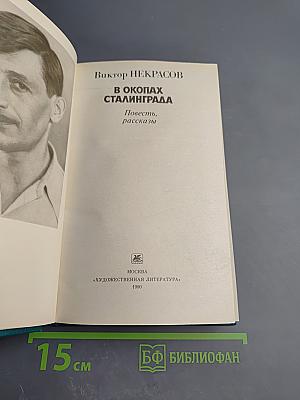 Виктор НЕКРАСОВ
В ОКОПАХ
СТАЛИНГРАДА
Повесть,
рассказы
МОСКВА
«ХУДОЖЕСТВЕННАЯ ЛИТЕРАТУРА»
1990
15 см
БФ БИБЛИОФАН